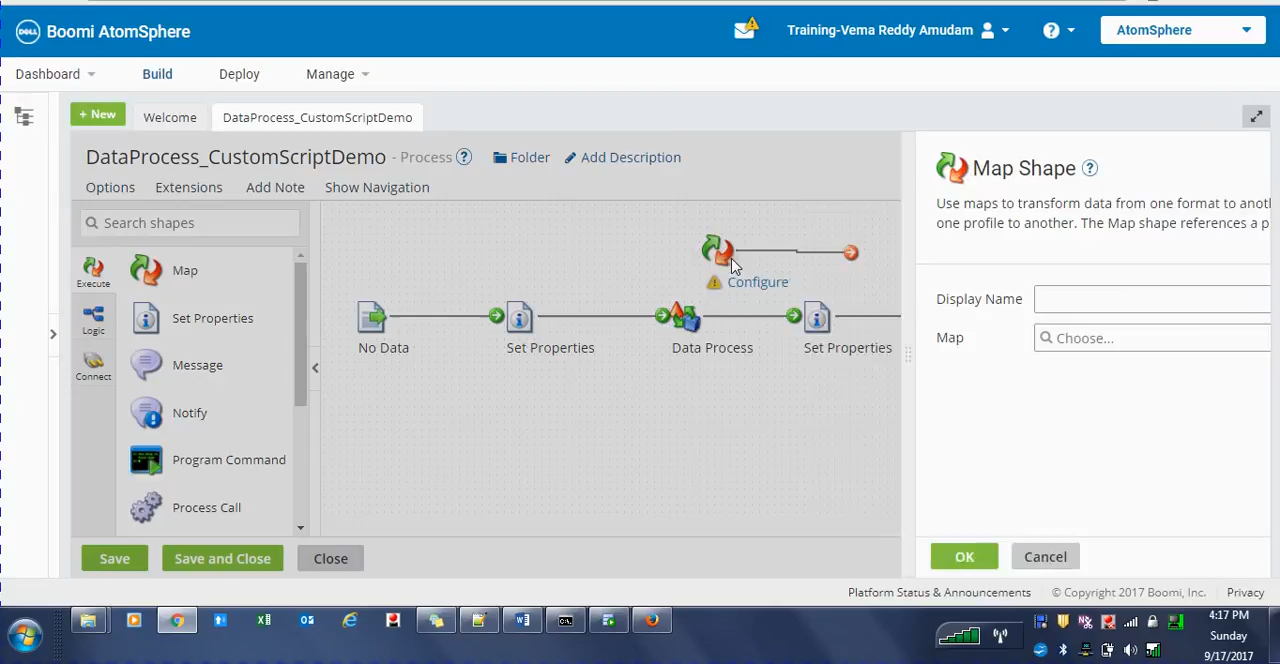 DELL Boomi AtomSphere
Training-Vema Reddy Amudam
AtomSphere
Dashboard
Build
Deploy
Manage
+ New
Welcome
DataProcess_CustomScriptDemo
DataProcess_CustomScriptDemo - Process
Folder
Add Description
Options
Extensions
Add Note
Show Navigation
Search shapes
Execute
Logic
Connect
Map
Set Properties
Message
Notify
Program Command
Process Call
Configure
No Data
Set Properties
Data Process
Set Properties
Map Shape
Use maps to transform data from one format to anot
one profile to another. The Map shape references a p
Display Name
Map
Choose...
OK
Cancel
Save
Save and Close
Close
Platform Status & Announcements
© Copyright 2017 Boomi, Inc.
Privacy
4:17 PM
Sunday
9/17/2017